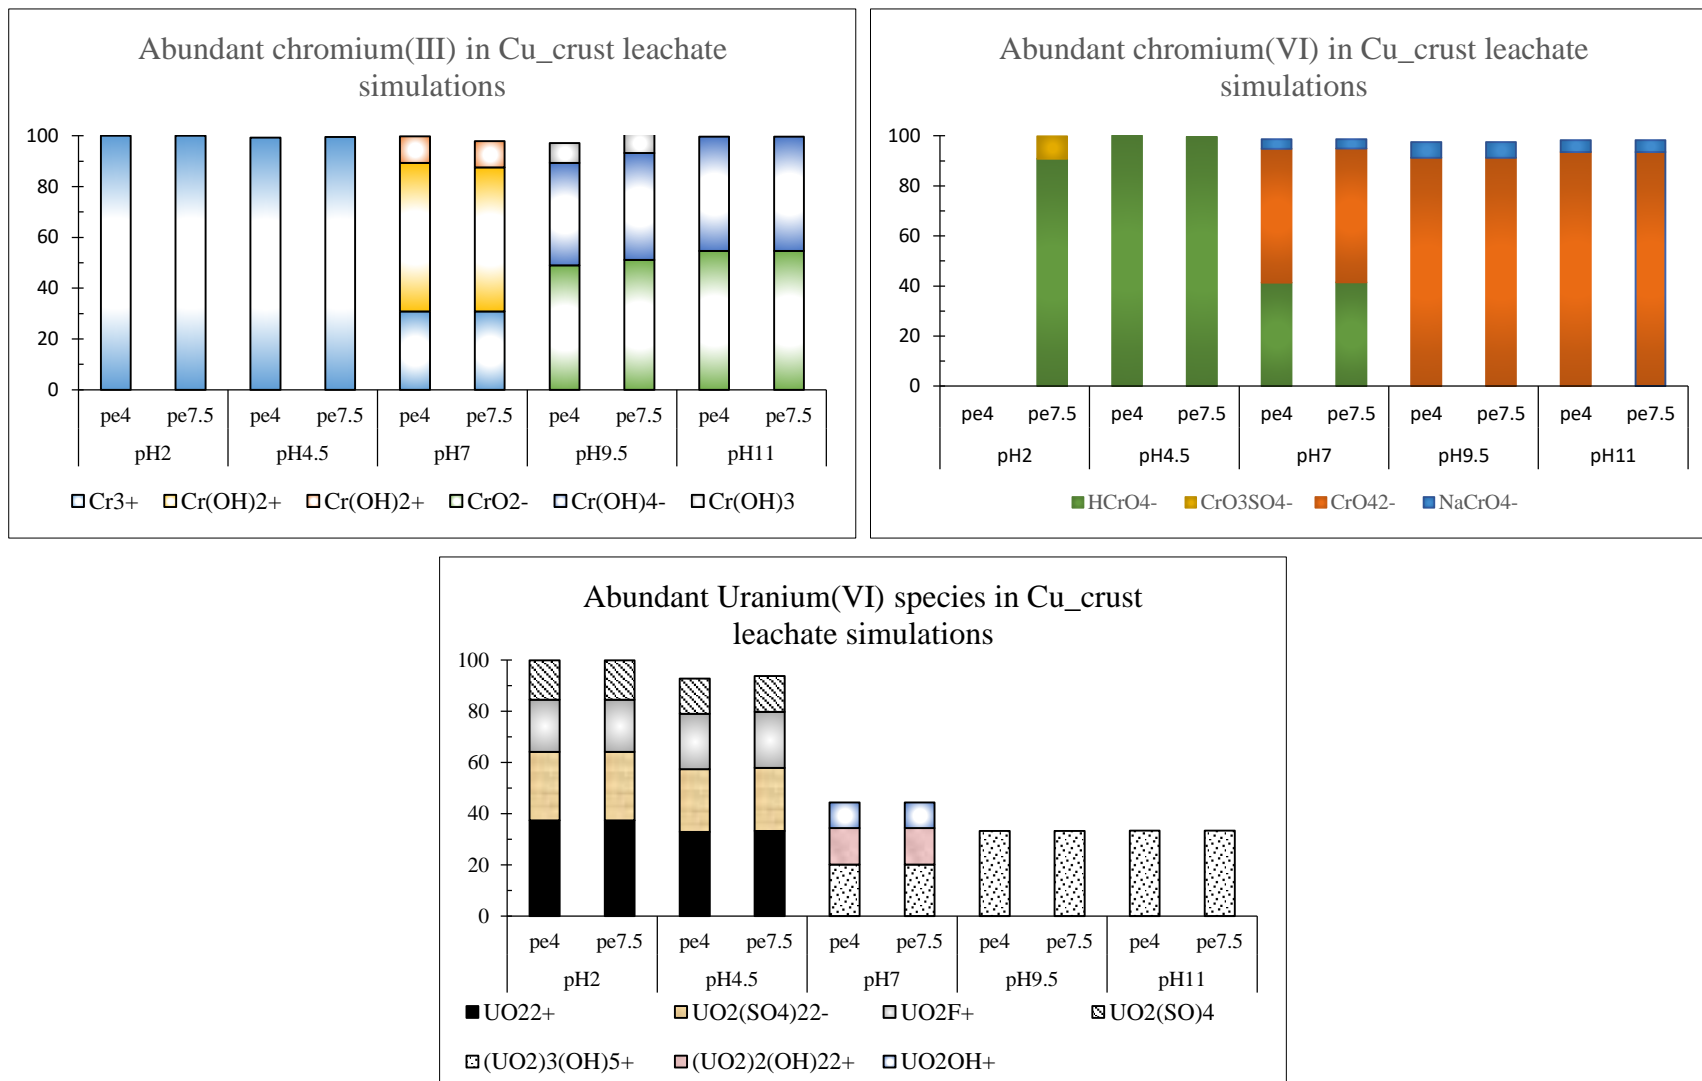 Abundant chromium(III) in Cu_crust leachate
simulations
100
80
60
40
20
0
pe4 pe7.5 pe4 pe7.5 pe4 pe7.5 pe4 pe7.5 pe4 pe7.5
pH2 pH4.5 pH7 pH9.5 pH11
Cr3+ Cr(OH)2+ Cr(OH)2+ CrO2- Cr(OH)4- Cr(OH)3
Abundant chromium(VI) in Cu_crust leachate
simulations
100
80
60
40
20
0
pe4 pe7.5 pe4 pe7.5 pe4 pe7.5 pe4 pe7.5 pe4 pe7.5
pH2 pH4.5 pH7 pH9.5 pH11
HCrO4- CrO3SO4- CrO42- NaCrO4-
Abundant Uranium(VI) species in Cu_crust
leachate simulations
100
80
60
40
20
0
pe4 pe7.5 pe4 pe7.5 pe4 pe7.5 pe4 pe7.5 pe4 pe7.5
pH2 pH4.5 pH7 pH9.5 pH11
UO22+ UO2(SO4)22- UO2F+ UO2(SO)4
(UO2)3(OH)5+ (UO2)2(OH)22+ UO2OH+